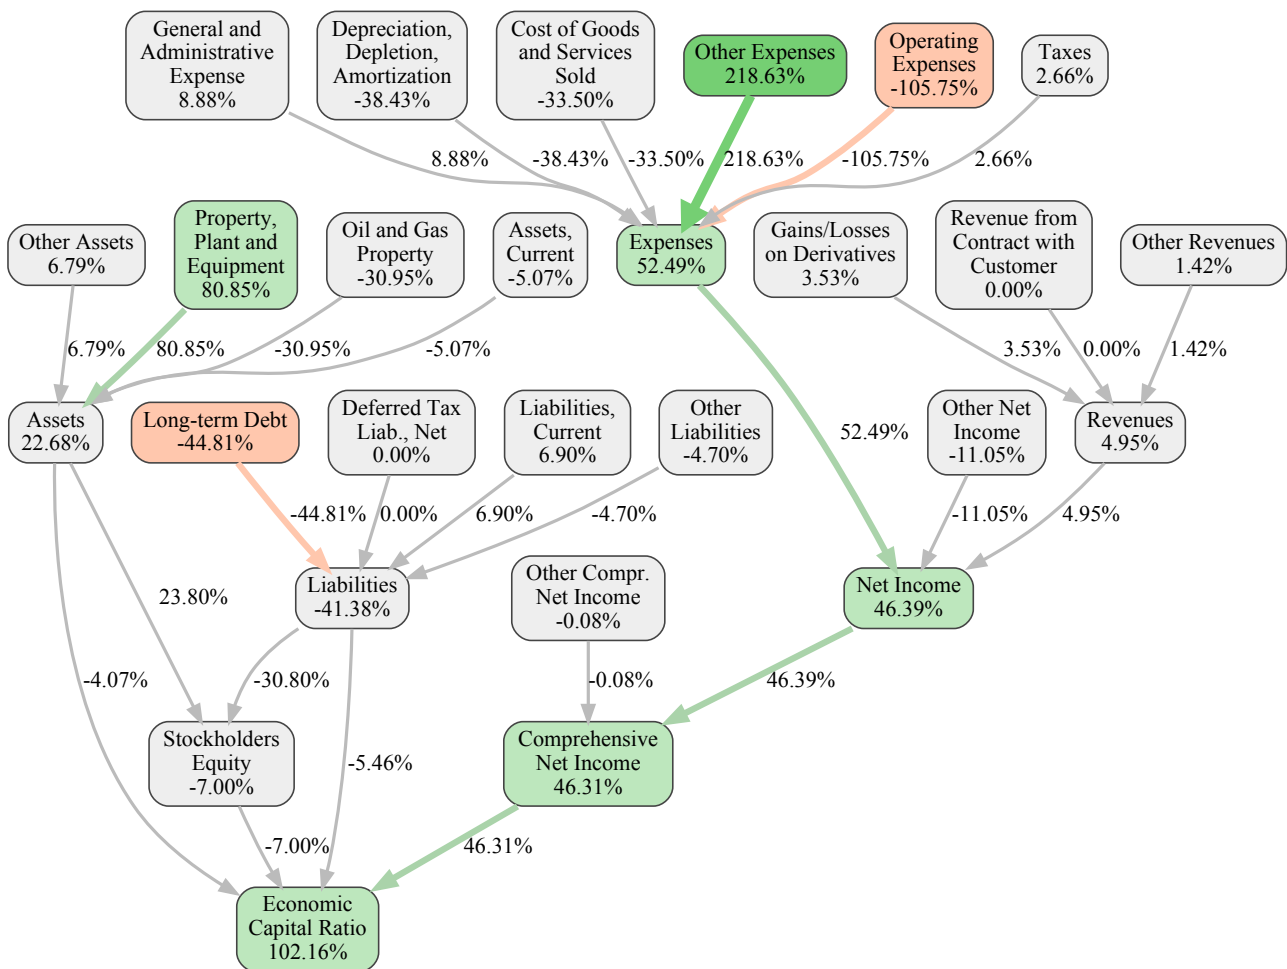 General and
Administrative
Expense
8.88%
Depreciation,
Depletion,
Amortization
-38.43%
Cost of Goods
and Services
Sold
-33.50%
Other Expenses
218.63%
Operating
Expenses
-105.75%
Taxes
2.66%
8.88%
-38.43%
-33.50%
218.63%
-105.75%
2.66%
Other Assets
6.79%
Property,
Plant and
Equipment
80.85%
Oil and Gas
Property
-30.95%
Assets,
Current
-5.07%
Expenses
52.49%
Gains/Losses
on Derivatives
3.53%
Revenue from
Contract with
Customer
0.00%
Other Revenues
1.42%
6.79%
80.85%
-30.95%
-5.07%
3.53%
0.00%
1.42%
Assets
22.68%
Long-term Debt
-44.81%
Deferred Tax
Liab., Net
0.00%
Liabilities,
Current
6.90%
Other
Liabilities
-4.70%
52.49%
Other Net
Income
-11.05%
Revenues
4.95%
-44.81%
0.00%
6.90%
-4.70%
-11.05%
4.95%
23.80%
Liabilities
-41.38%
Other Compr.
Net Income
-0.08%
Net Income
46.39%
-4.07%
-30.80%
-0.08%
46.39%
Stockholders
Equity
-7.00%
-5.46%
Comprehensive
Net Income
46.31%
-7.00%
46.31%
Economic
Capital Ratio
102.16%